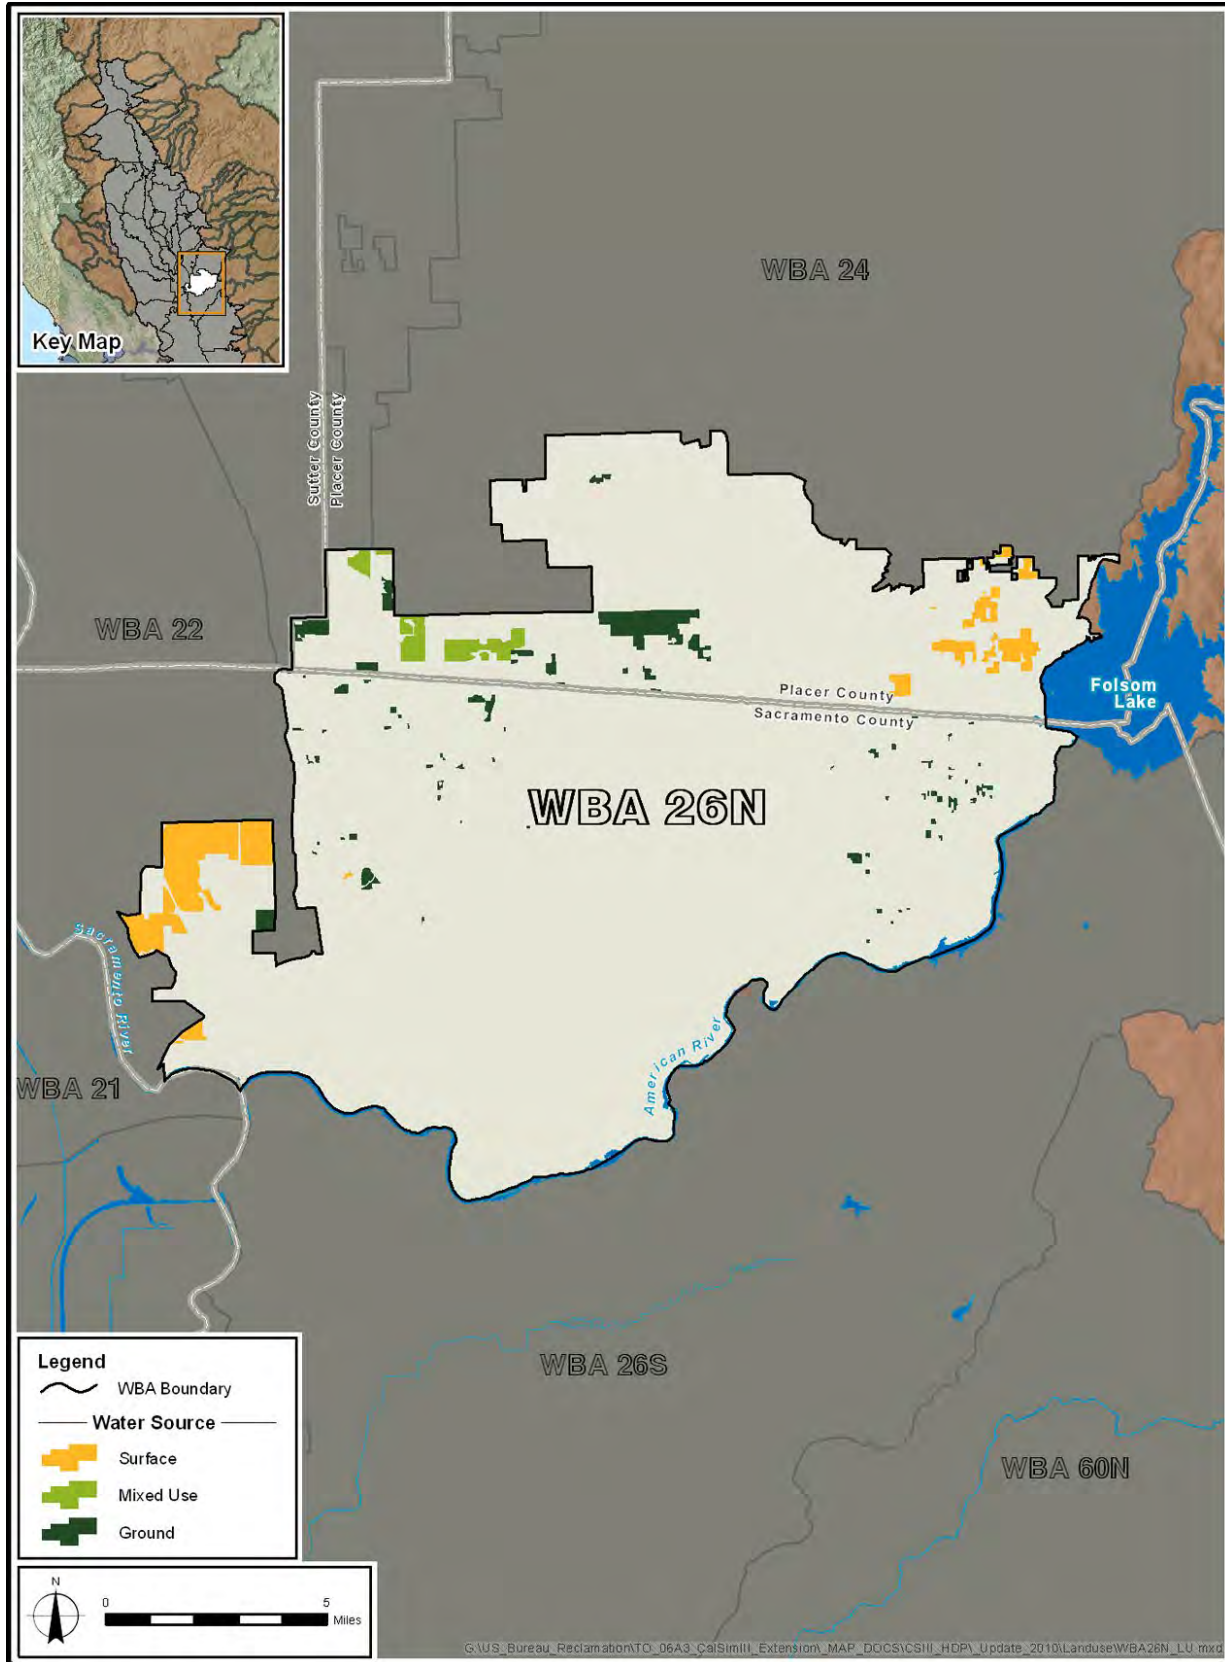 Key Map
WBA 24
Sutter County
Placer County
WBA 22
Placer County
Sacramento County
Folsom
Lake
WBA 26N
Sacramento River
American River
WBA 21
WBA 26S
WBA 60N
Legend
WBA Boundary
Water Source
Surface
Mixed Use
Ground
N
0 5
Miles
G:\US_Bureau_Reclamation\TO_06A3_CalSimIII_Extension\_MAP_DOCS\CSIII_HDP\_Update_2010\Landuse\WBA26N_LU.mxd